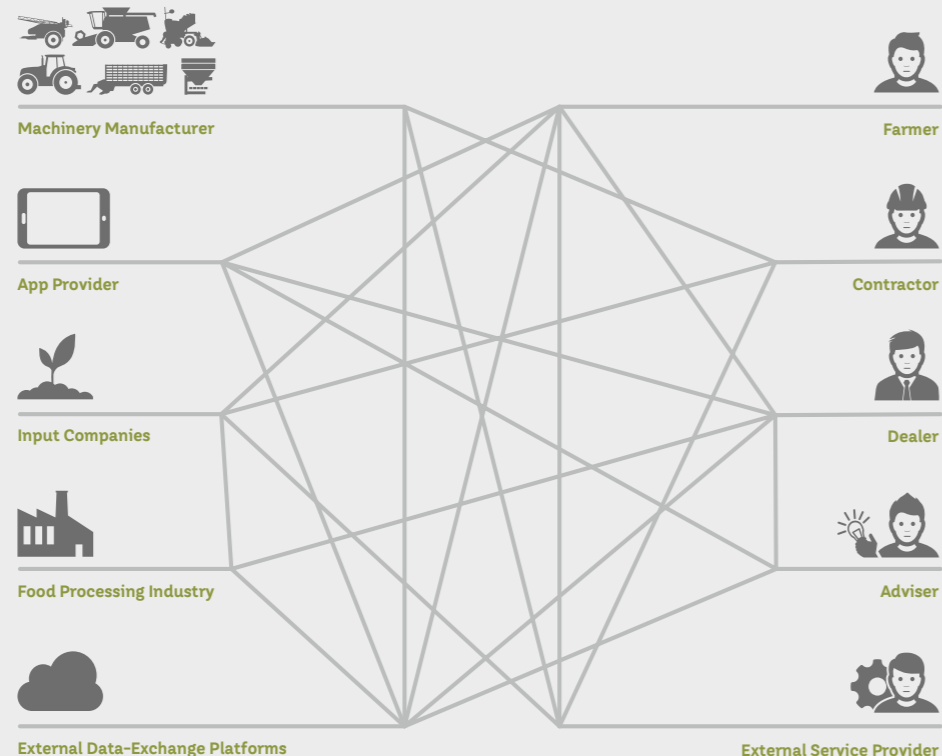 Machinery Manufacturer
Farmer
App Provider
Contractor
Input Companies
Dealer
Food Processing Industry
Adviser
External Data-Exchange Platforms
External Service Provider